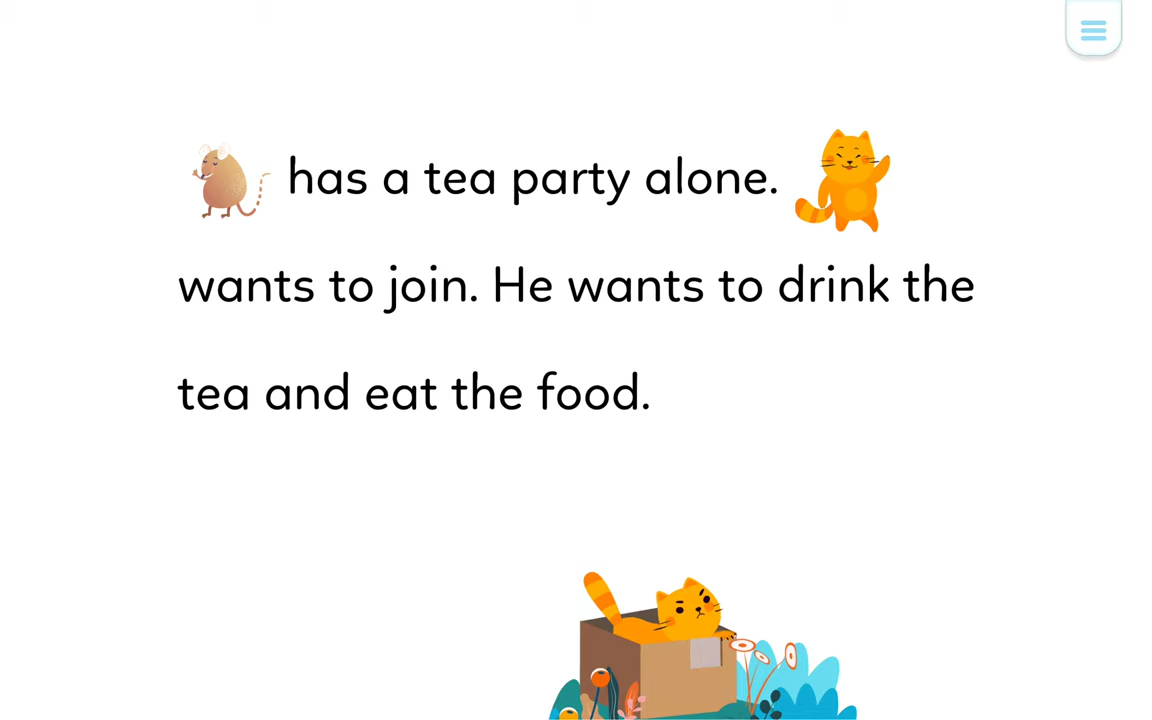 has a tea party alone.
wants to join. He wants to drink the
tea and eat the food.